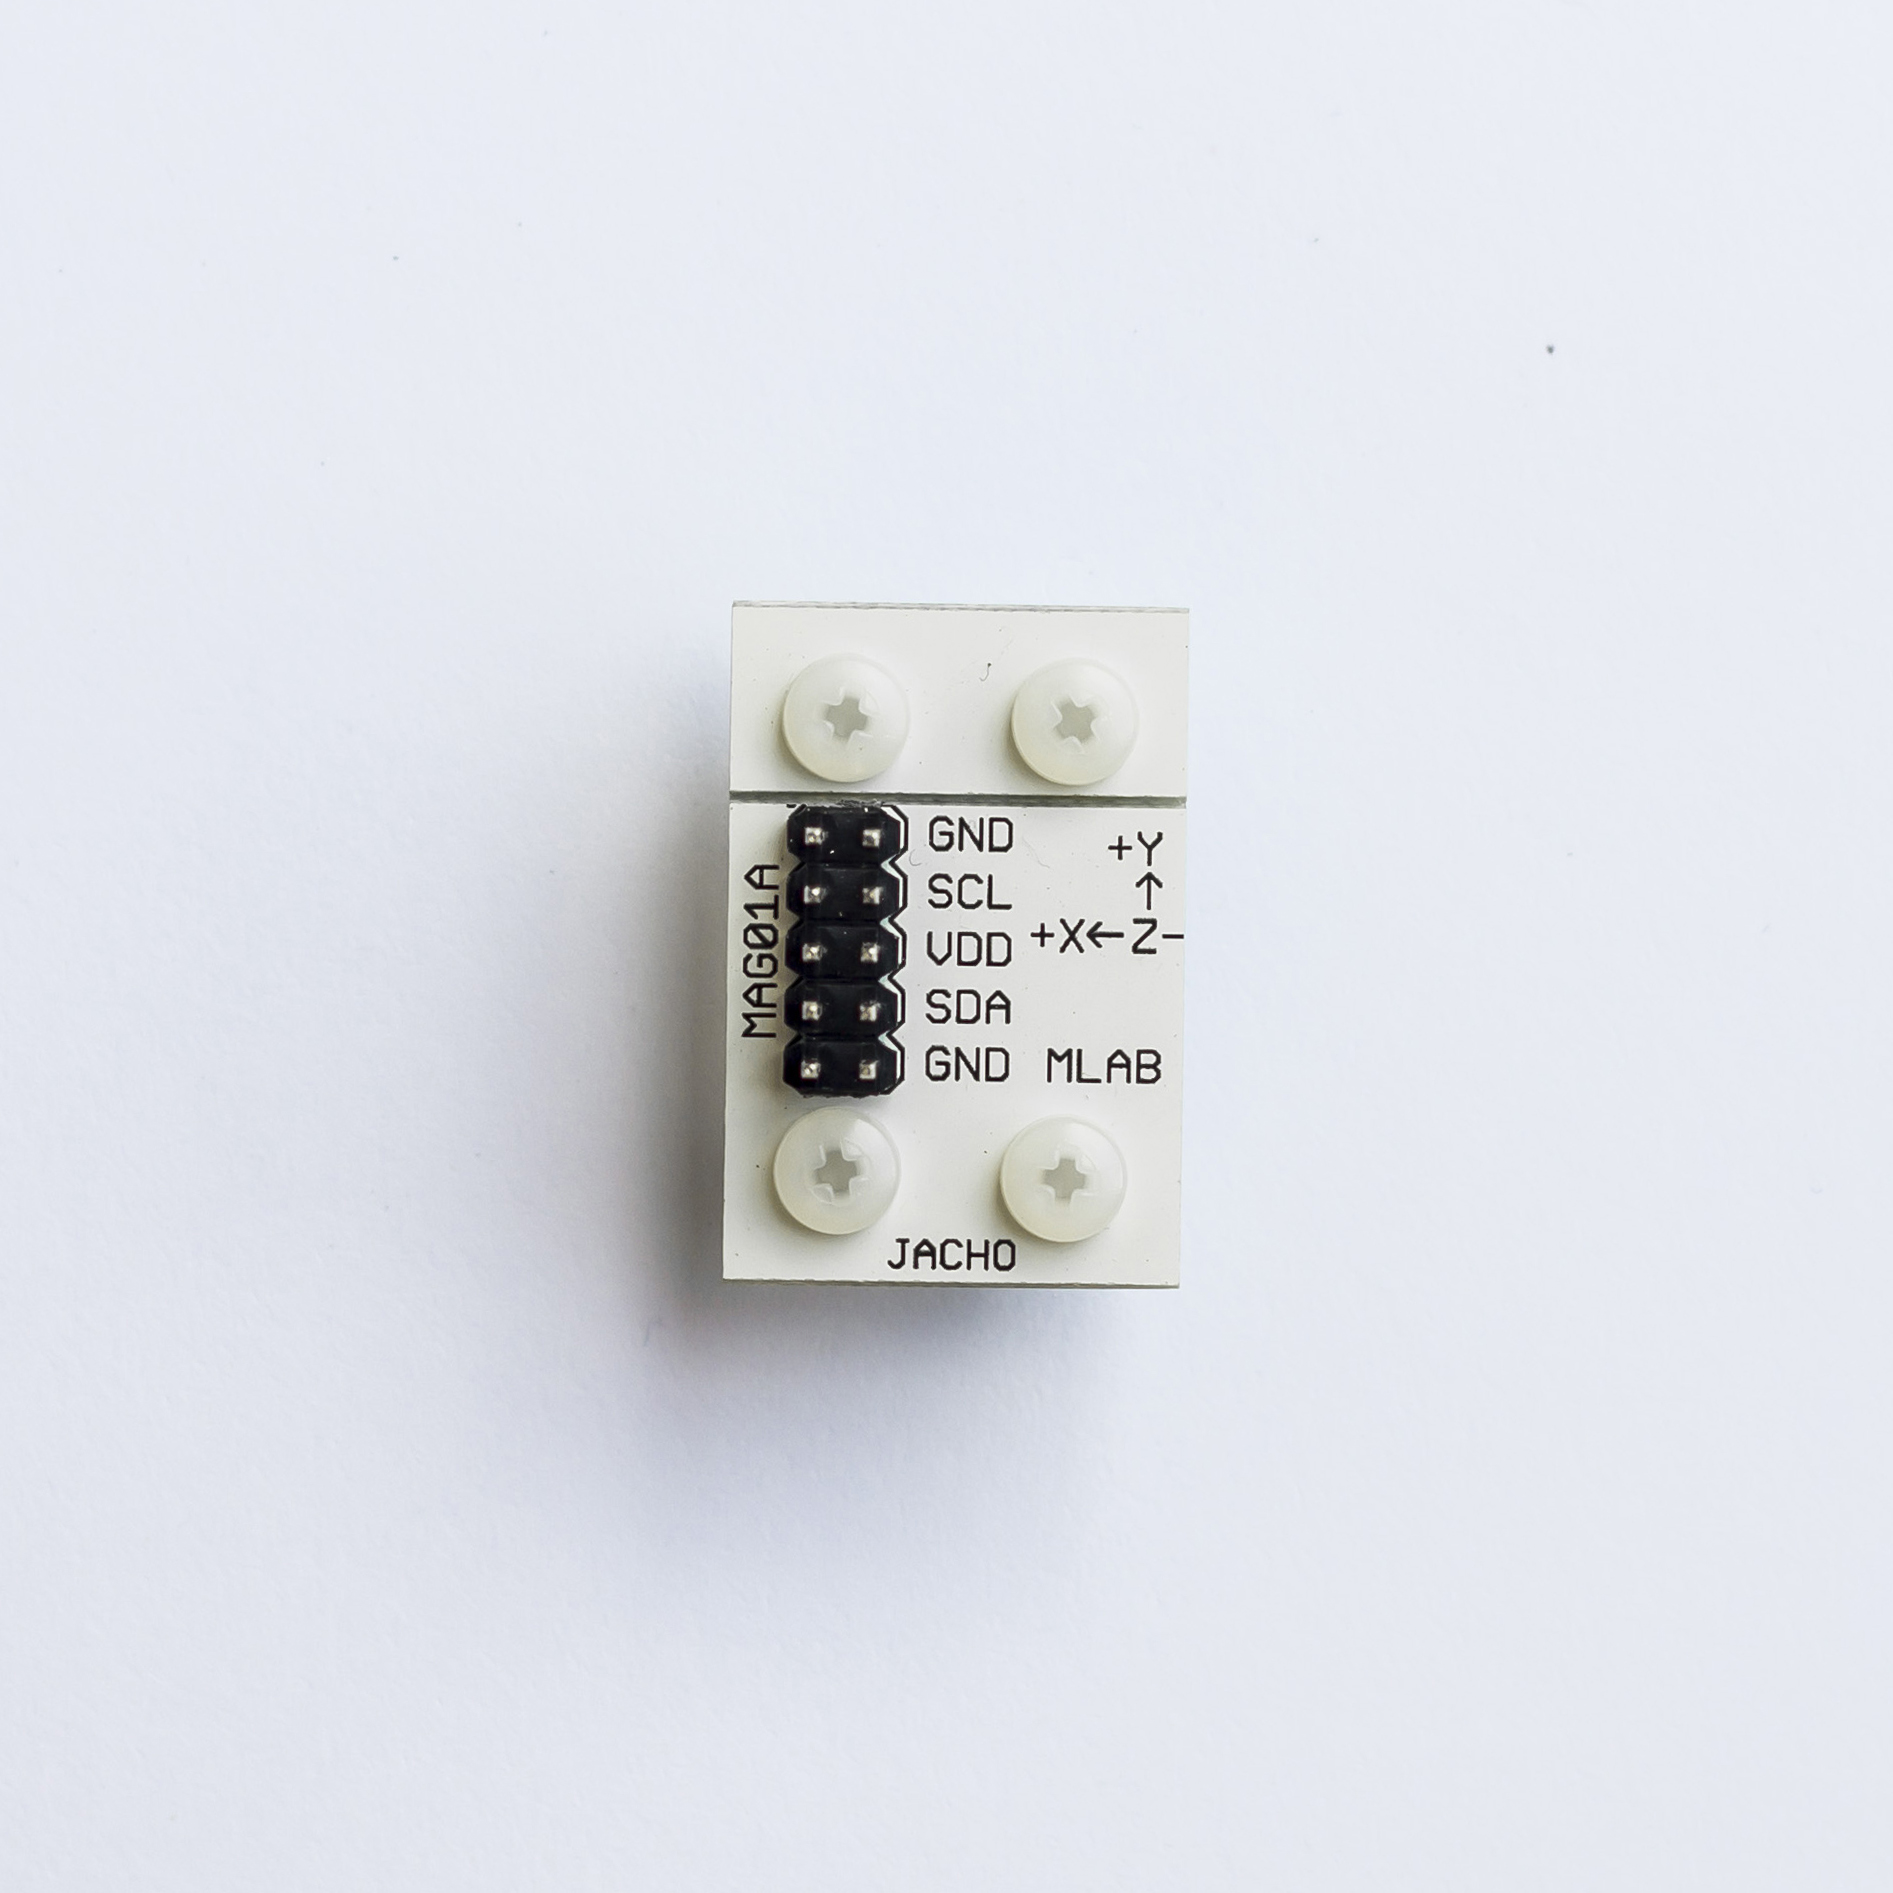 MAG01A
GND
SCL
VDD
SDA
GND
+Y
↑
+X←Z-
MLAB
JACHO